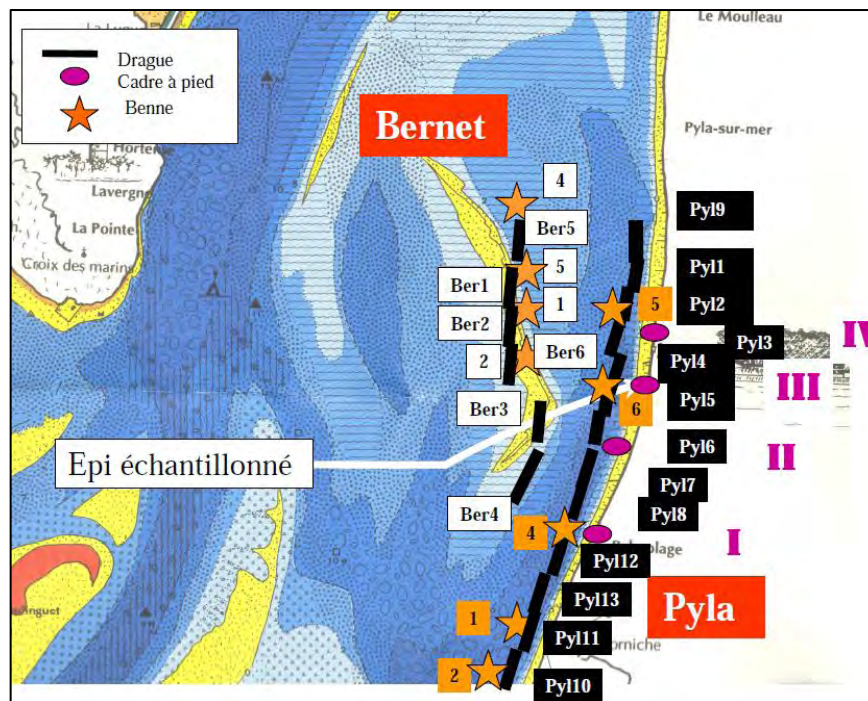 Le Moulleau
Drague
Cadre à pied
Benne
Bernet
Pyla-sur-mer
Lavergne
La Pointe
Croix des marins
4
Pyl9
Ber5
5
Pyl1
Ber1
1
5
Pyl2
Ber2
Pyl3
IV
2
Ber6
Pyl4
III
Ber3
6
Pyl5
Epi échantillonné
Pyl6
II
Pyl7
Ber4
4
Pyl8
I
plage
Pyl12
Pyl13
Pyla
1
Pyl11
2
Pyl10